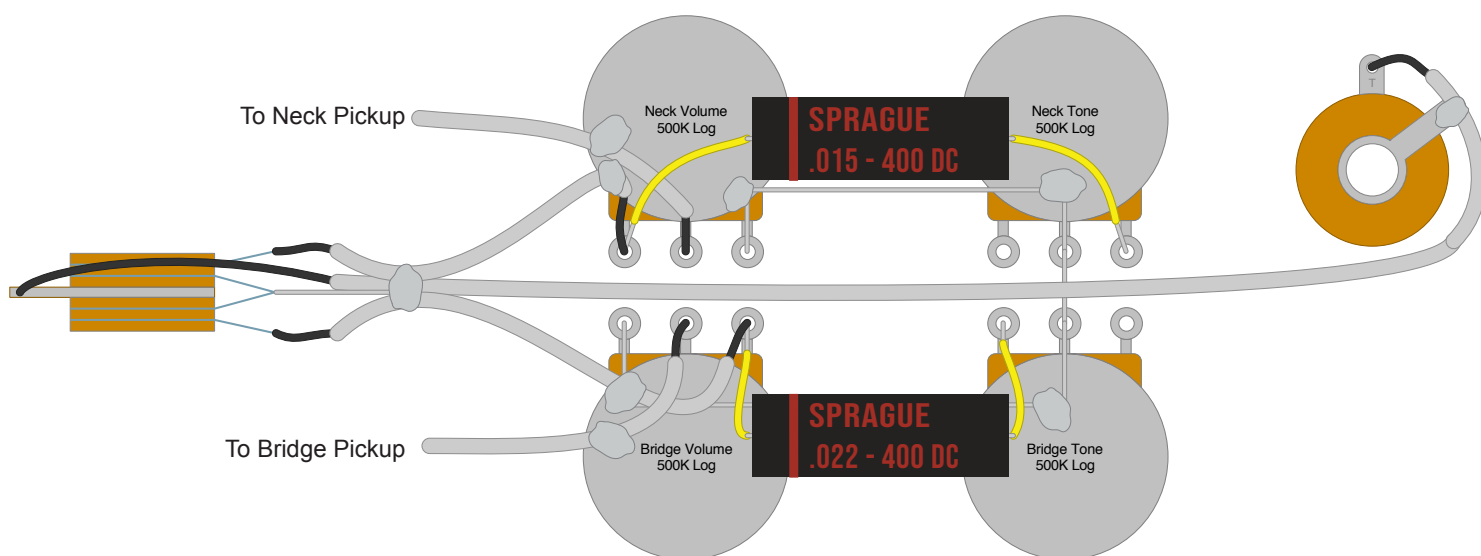 To Neck Pickup
Neck Volume
500K Log
SPRAGUE
.015 - 400 DC
Neck Tone
500K Log
T
To Bridge Pickup
Bridge Volume
500K Log
SPRAGUE
.022 - 400 DC
Bridge Tone
500K Log